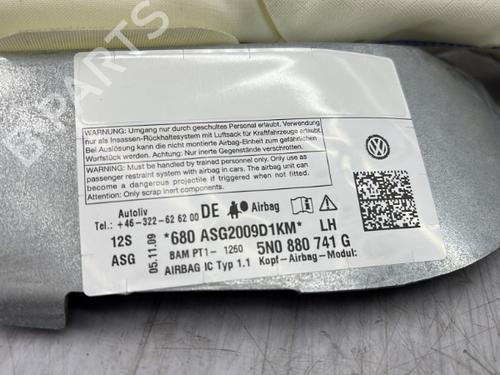 B-PARTS
WARNUNG: Umgang nur durch geschultes Personal erlaubt. Verwendung
nur als Insassen-Rückhaltesystem mit Luftsack für Kraftfahrzeuge erlaubt.
Bei Auslösung kann die nicht montierte Airbag-Einheit zum gefährlichen
Wurfstück werden. Achtung: Nur inerte Gegenstände verschrotten.
WARNING: Must be handled by trained personnel only. Use other than
passenger restraint system with airbag in cars. The airbag module may
become a dangerous projectile if triggered when not installed.
Attention: Only scrap inert components.
Autoliv
Tel.: +46-322-62 62 00 DE Airbag
12S *680 ASG2009D1KM* LH
ASG 05.11.09 BAM PT1- 1260 5N0 880 741 G
AIRBAG IC Typ 1.1 Kopf-Airbag-Modul: